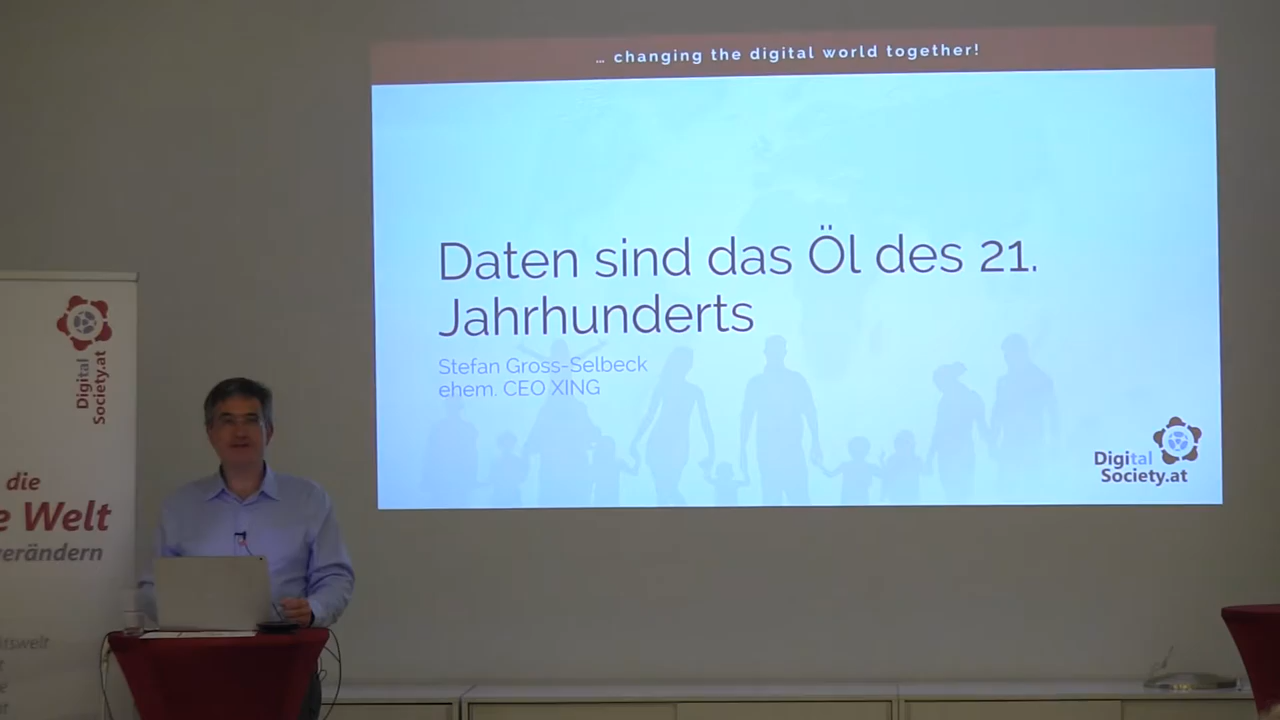 … changing the digital world together!
Daten sind das Öl des 21.
Jahrhunderts
Stefan Gross-Selbeck
ehem. CEO XING
Digital
Society.at
Digital
Society.at
die
e Welt
verändern